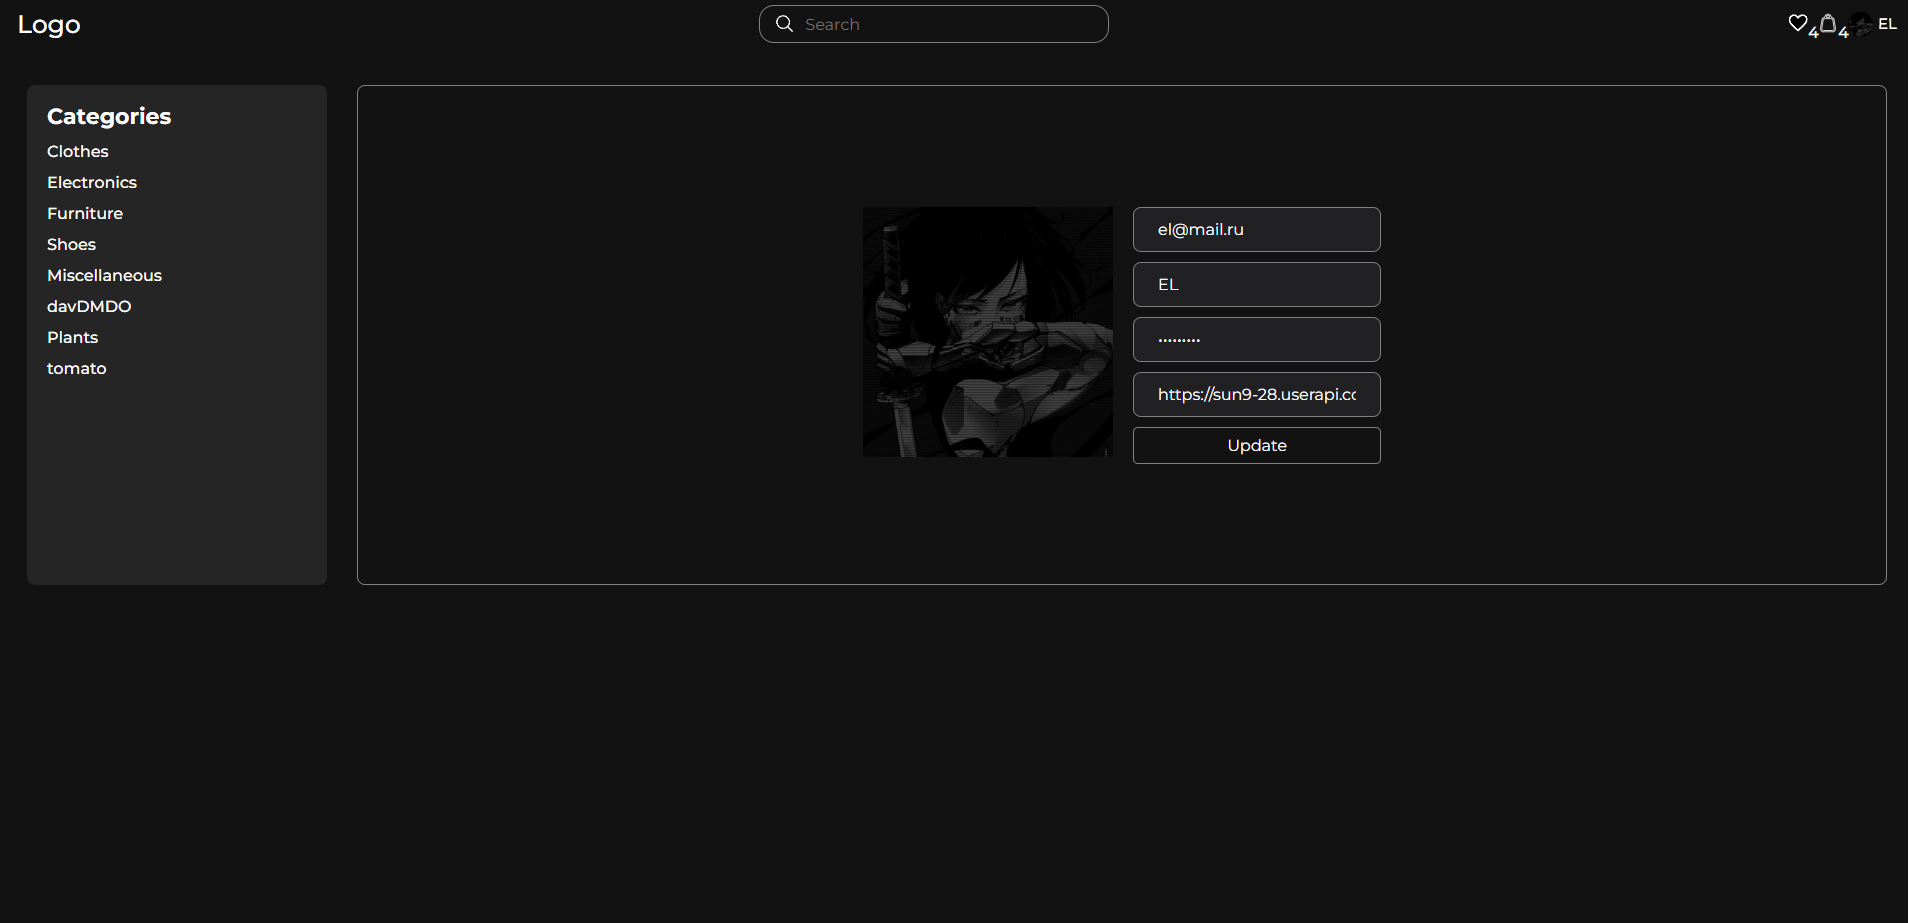 Logo
Search
4
4
EL
Categories
Clothes
Electronics
Furniture
Shoes
Miscellaneous
davDMDO
Plants
tomato
el@mail.ru
EL
•••••••••
https://sun9-28.userapi.cc
Update